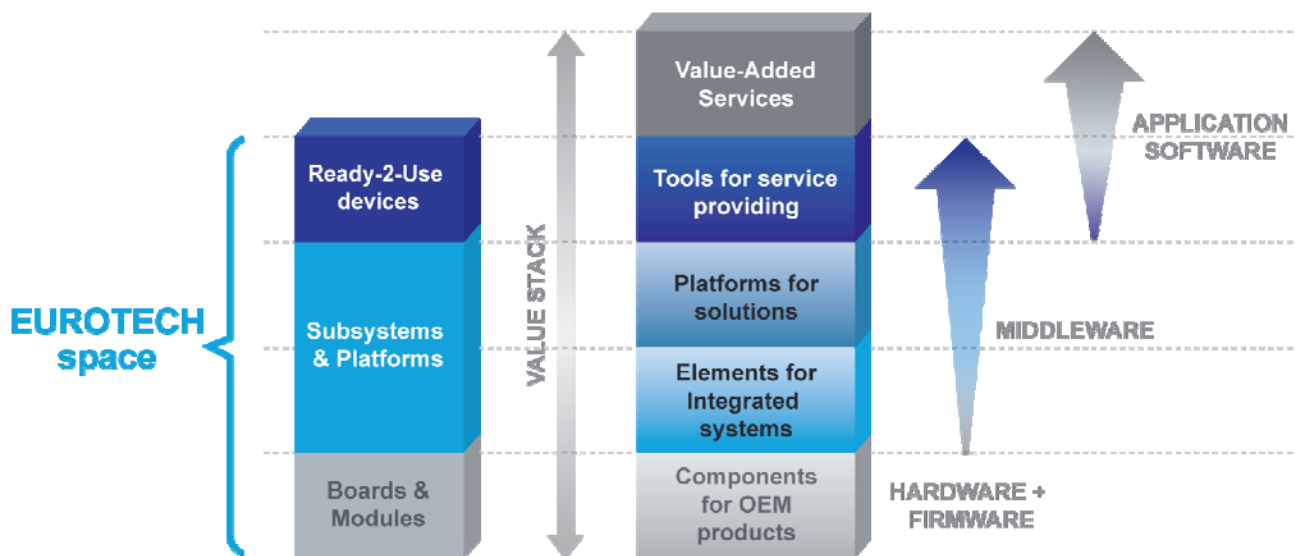 EUROTECH
space
Ready-2-Use
devices
Subsystems
& Platforms
Boards &
Modules
VALUE STACK
Value-Added
Services
Tools for service
providing
Platforms for
solutions
Elements for
Integrated
systems
Components
for OEM
products
APPLICATION
SOFTWARE
MIDDLEWARE
HARDWARE +
FIRMWARE